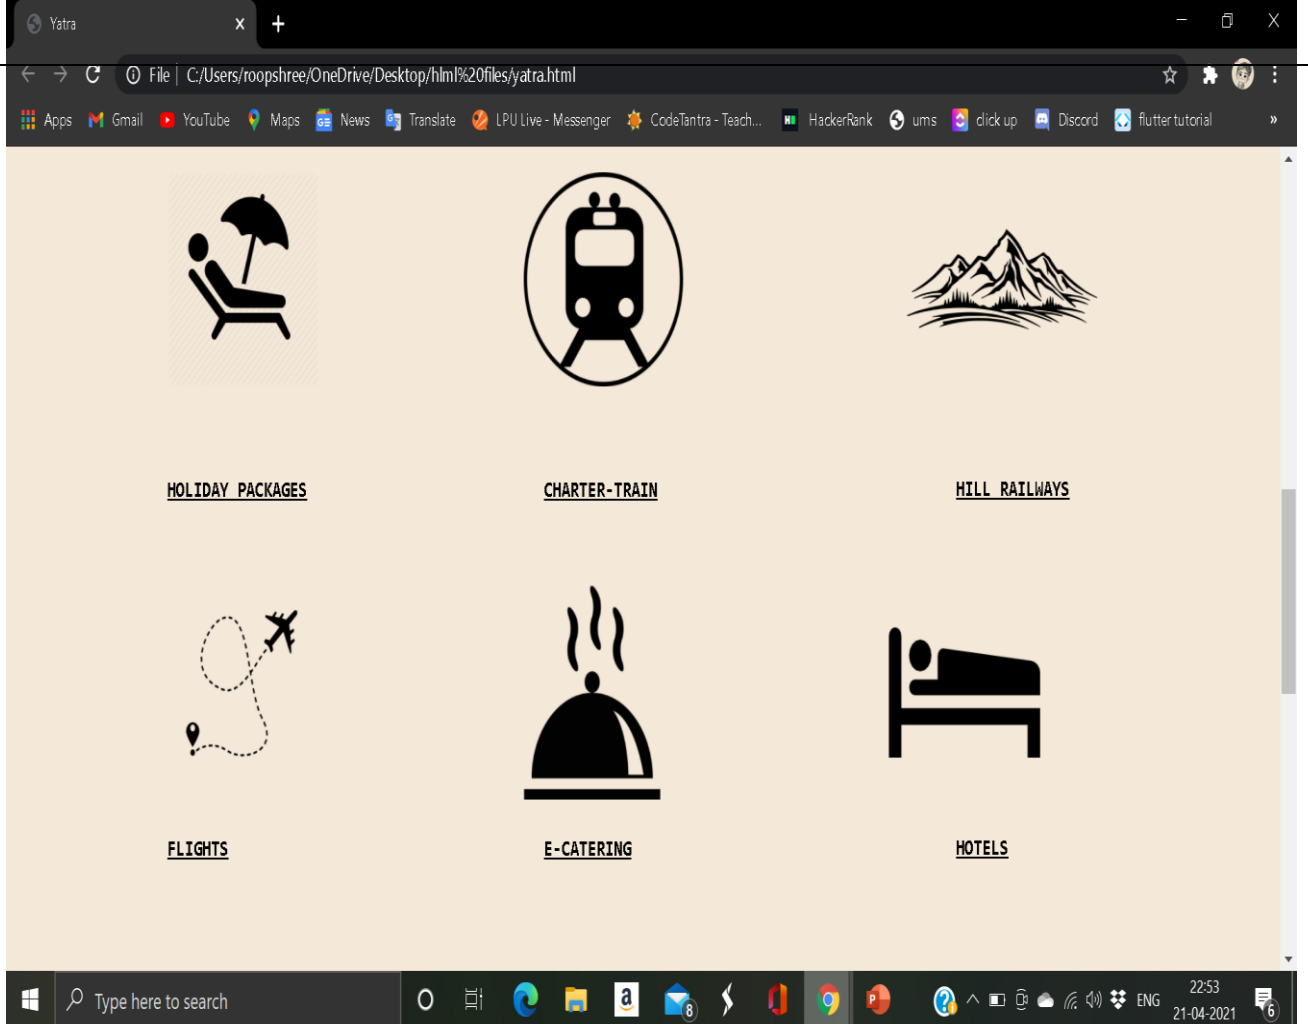 Yatra
File | C:/Users/roopshree/OneDrive/Desktop/hlml%20files/yatra.html
Apps Gmail YouTube Maps News Translate LPU Live - Messenger CodeTantra - Teach... HackerRank ums click up Discord flutter tutorial »
HOLIDAY PACKAGES CHARTER-TRAIN HILL RAILWAYS
FLIGHTS E-CATERING HOTELS
Type here to search 8 ENG 22:53
21-04-2021 6